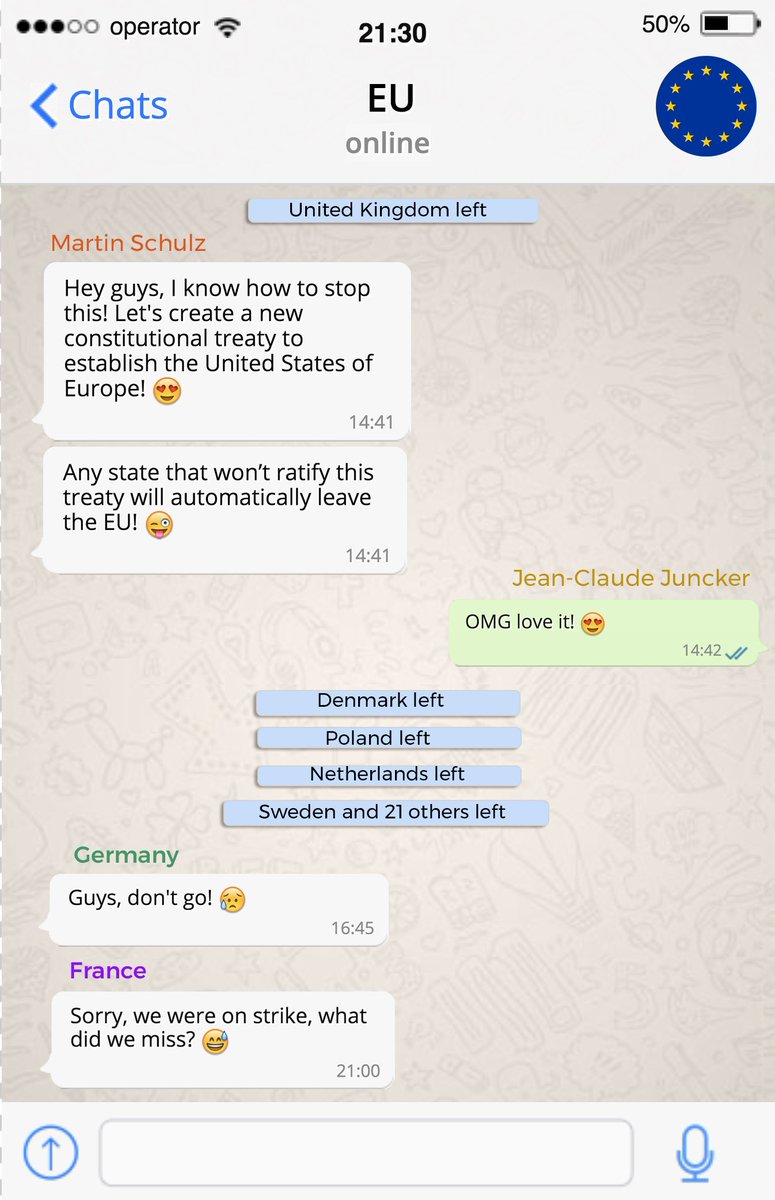 operator 21:30 50%
Chats EU
online
United Kingdom left
Martin Schulz
Hey guys, I know how to stop
this! Let's create a new
constitutional treaty to
establish the United States of
Europe! 😍
14:41
Any state that won’t ratify this
treaty will automatically leave
the EU! 😜
14:41
Jean-Claude Juncker
OMG love it! 😍
14:42
Denmark left
Poland left
Netherlands left
Sweden and 21 others left
Germany
Guys, don't go! 😥
16:45
France
Sorry, we were on strike, what
did we miss? 😅
21:00